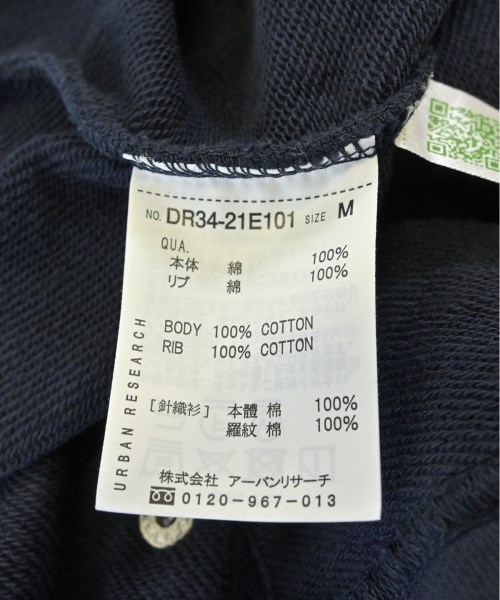 NO. DR34-21E101 SIZE M
QUA.
本体 綿 100%
リブ 綿 100%
BODY 100% COTTON
RIB 100% COTTON
[針織衫] 本體 棉 100%
羅紋 棉 100%
URBAN RESEARCH
株式会社 アーバンリサーチ
0120-967-013